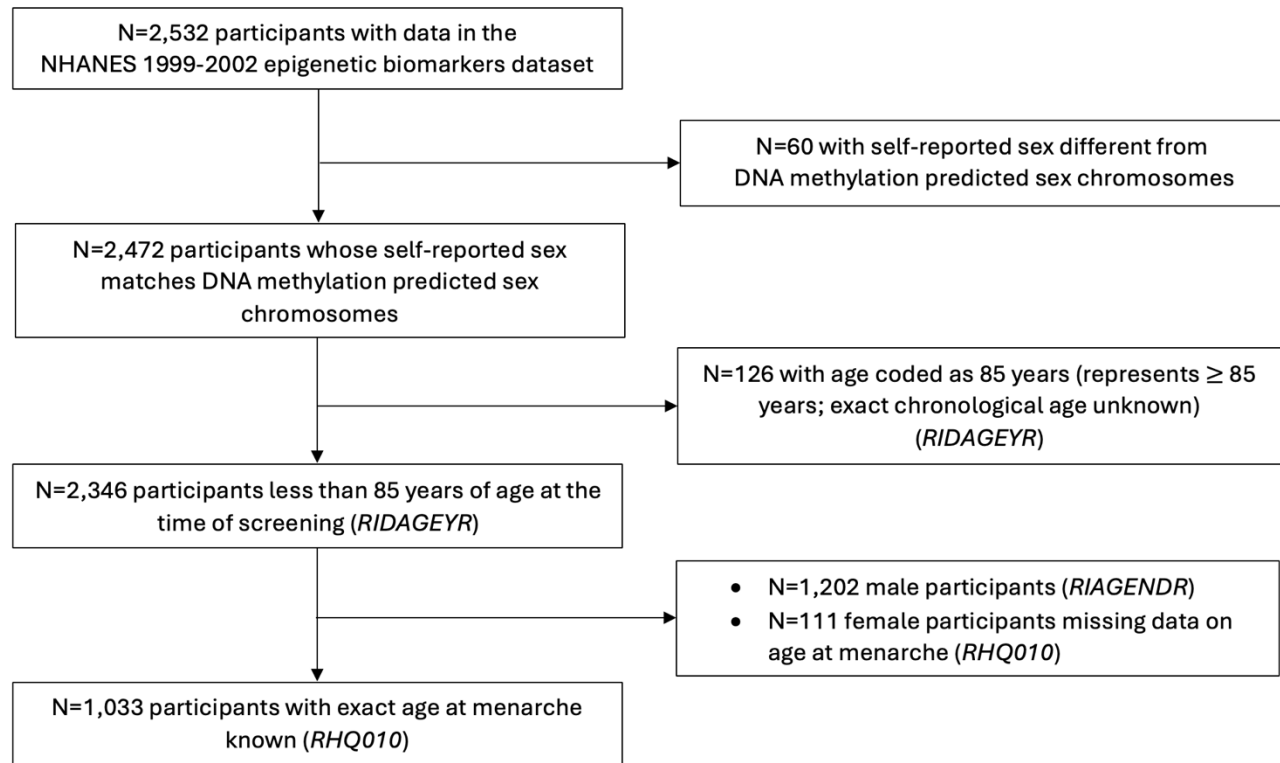 N=2,532 participants with data in the
NHANES 1999-2002 epigenetic biomarkers dataset
N=60 with self-reported sex different from
DNA methylation predicted sex chromosomes
N=2,472 participants whose self-reported sex
matches DNA methylation predicted sex
chromosomes
N=126 with age coded as 85 years (represents ≥ 85
years; exact chronological age unknown)
(RIDAGEYR)
N=2,346 participants less than 85 years of age at the
time of screening (RIDAGEYR)
• N=1,202 male participants (RIAGENDR)
• N=111 female participants missing data on
age at menarche (RHQ010)
N=1,033 participants with exact age at menarche
known (RHQ010)